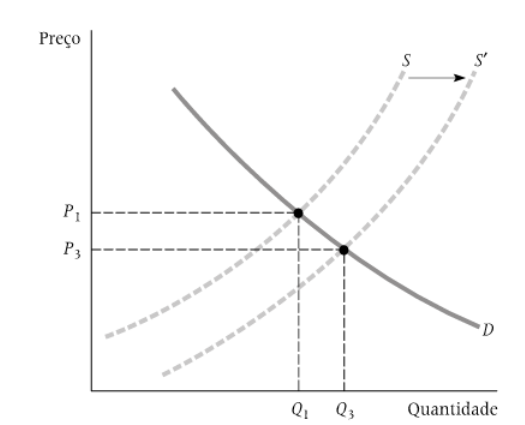 Preço
S S′
P1
P3
D
Q1 Q3 Quantidade